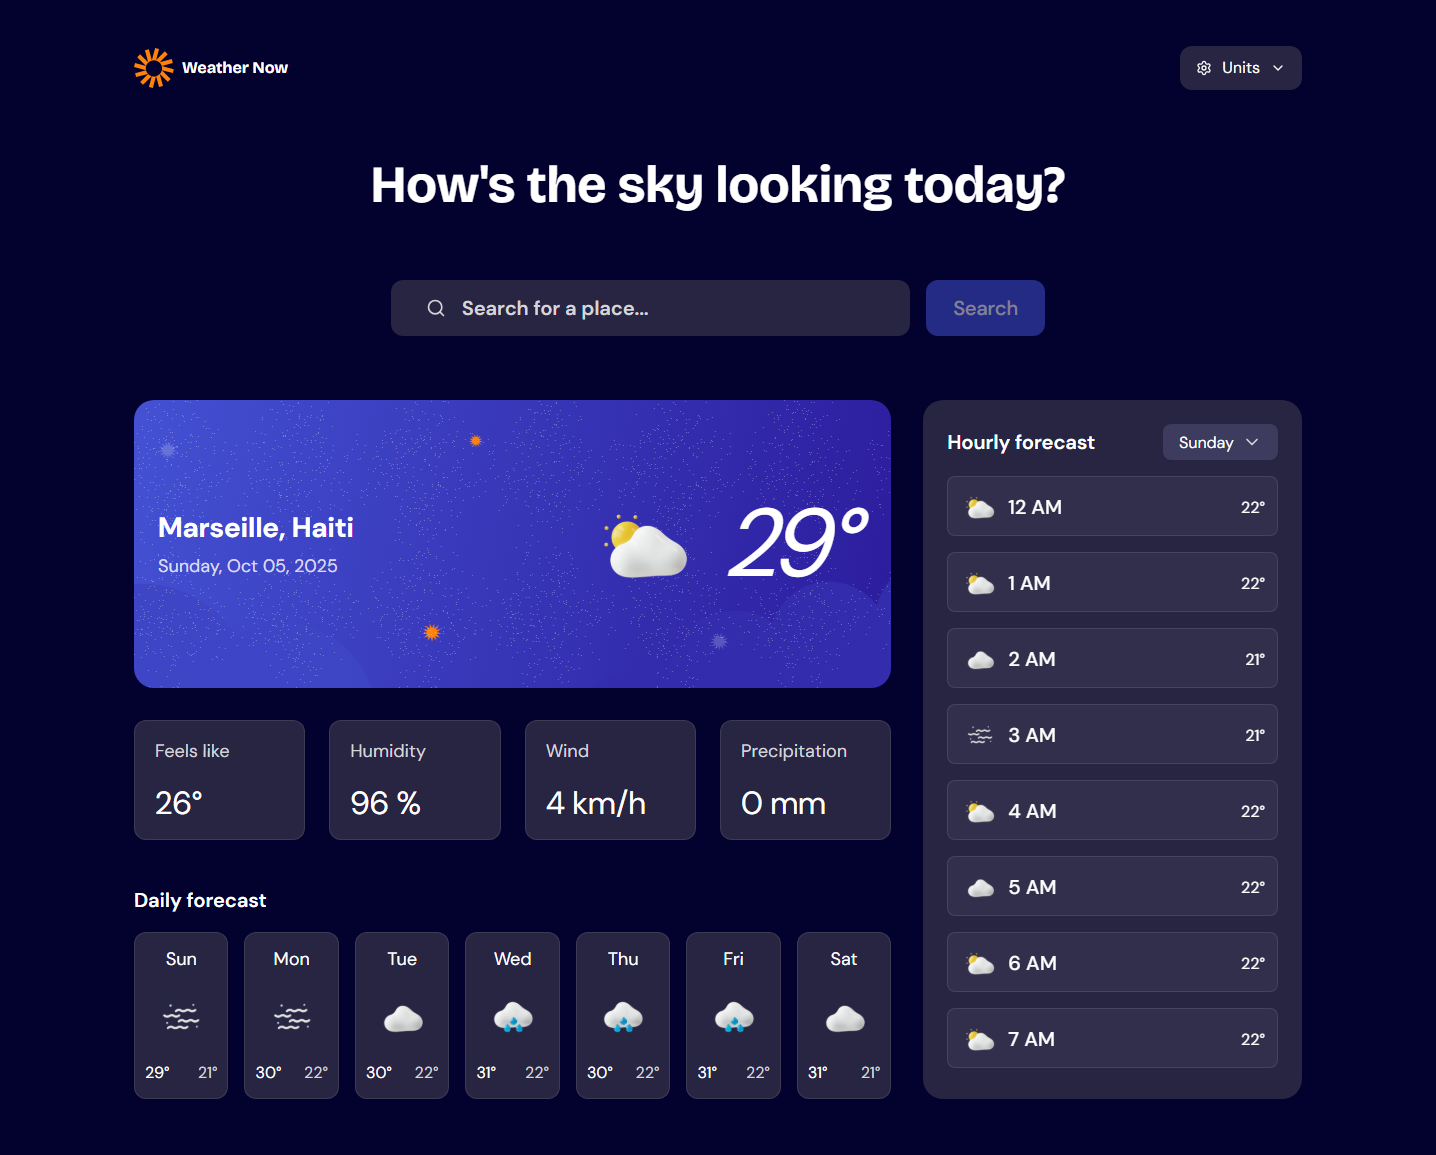 Weather Now
Units
How's the sky looking today?
Search for a place...
Search
Marseille, Haiti
Sunday, Oct 05, 2025
29°
Feels like
26°
Humidity
96 %
Wind
4 km/h
Precipitation
0 mm
Daily forecast
Sun
29° 21°
Mon
30° 22°
Tue
30° 22°
Wed
31° 22°
Thu
30° 22°
Fri
31° 22°
Sat
31° 21°
Hourly forecast
Sunday
12 AM 22°
1 AM 22°
2 AM 21°
3 AM 21°
4 AM 22°
5 AM 22°
6 AM 22°
7 AM 22°